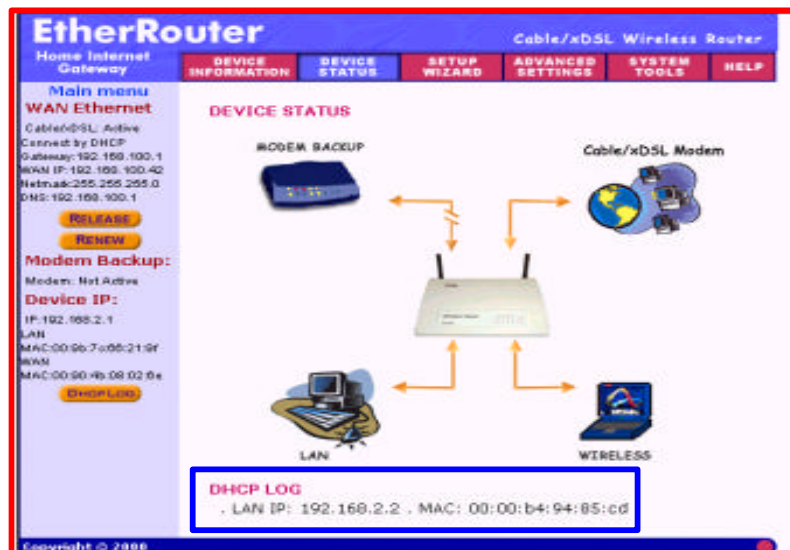 EtherRouter
Cable/xDSL Wireless Router
Home Internet
Gateway
DEVICE
INFORMATION
DEVICE
STATUS
SETUP
WIZARD
ADVANCED
SETTINGS
SYSTEM
TOOLS
HELP
Main menu
WAN Ethernet
Cable/xDSL: Active
Connect by DHCP
Gateway:192.168.100.1
WAN IP:192.168.100.42
Netmask:255.255.255.0
DNS:192.168.100.1
RELEASE
RENEW
Modem Backup:
Modem: Not Active
Device IP:
IP:192.168.2.1
LAN
WAN
DHCP LOG
DEVICE STATUS
MODEM BACKUP
Cable/xDSL Modem
LAN
WIRELESS
DHCP LOG
. LAN IP: 192.168.2.2 . MAC: 00:00:b4:94:85:cd
Copyright © 2000